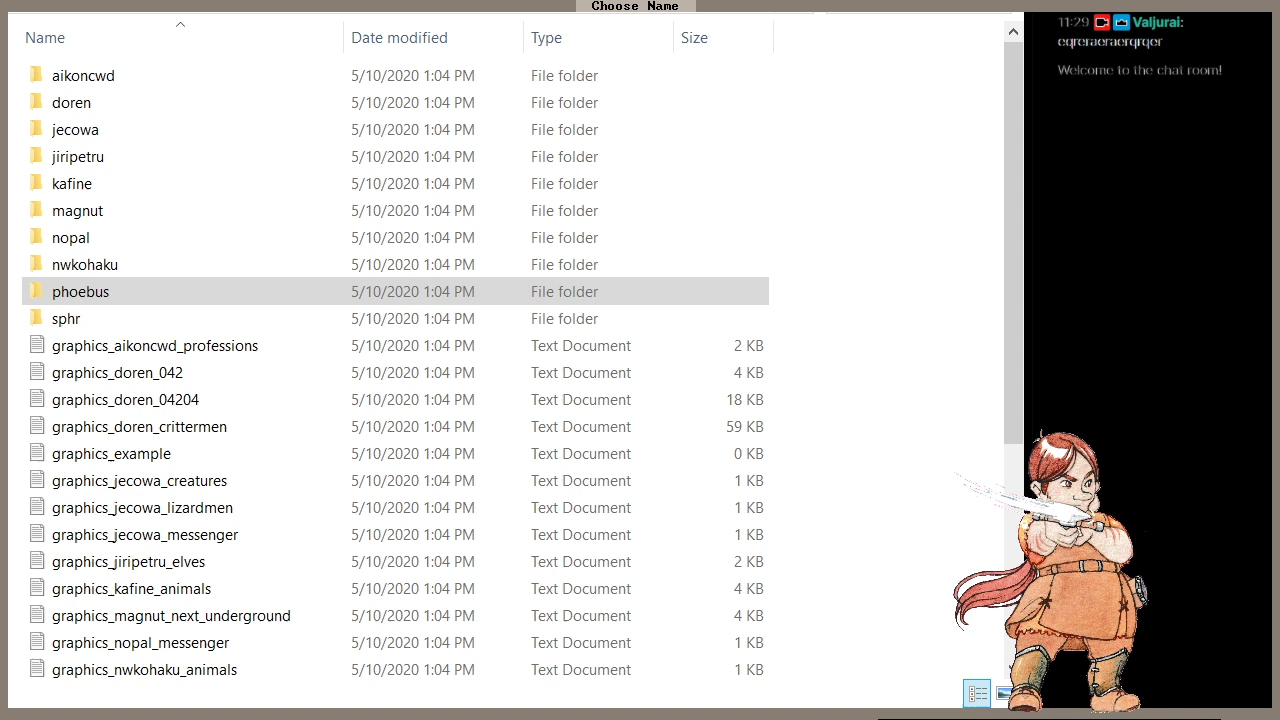 Choose Name
Name Date modified Type Size
aikoncwd 5/10/2020 1:04 PM File folder
doren 5/10/2020 1:04 PM File folder
jecowa 5/10/2020 1:04 PM File folder
jiripetru 5/10/2020 1:04 PM File folder
kafine 5/10/2020 1:04 PM File folder
magnut 5/10/2020 1:04 PM File folder
nopal 5/10/2020 1:04 PM File folder
nwkohaku 5/10/2020 1:04 PM File folder
phoebus 5/10/2020 1:04 PM File folder
sphr 5/10/2020 1:04 PM File folder
graphics_aikoncwd_professions 5/10/2020 1:04 PM Text Document 2 KB
graphics_doren_042 5/10/2020 1:04 PM Text Document 4 KB
graphics_doren_04204 5/10/2020 1:04 PM Text Document 18 KB
graphics_doren_crittermen 5/10/2020 1:04 PM Text Document 59 KB
graphics_example 5/10/2020 1:04 PM Text Document 0 KB
graphics_jecowa_creatures 5/10/2020 1:04 PM Text Document 1 KB
graphics_jecowa_lizardmen 5/10/2020 1:04 PM Text Document 1 KB
graphics_jecowa_messenger 5/10/2020 1:04 PM Text Document 1 KB
graphics_jiripetru_elves 5/10/2020 1:04 PM Text Document 2 KB
graphics_kafine_animals 5/10/2020 1:04 PM Text Document 4 KB
graphics_magnut_next_underground 5/10/2020 1:04 PM Text Document 4 KB
graphics_nopal_messenger 5/10/2020 1:04 PM Text Document 1 KB
graphics_nwkohaku_animals 5/10/2020 1:04 PM Text Document 1 KB
11:29 Valjurai:
Welcome to the chat room!